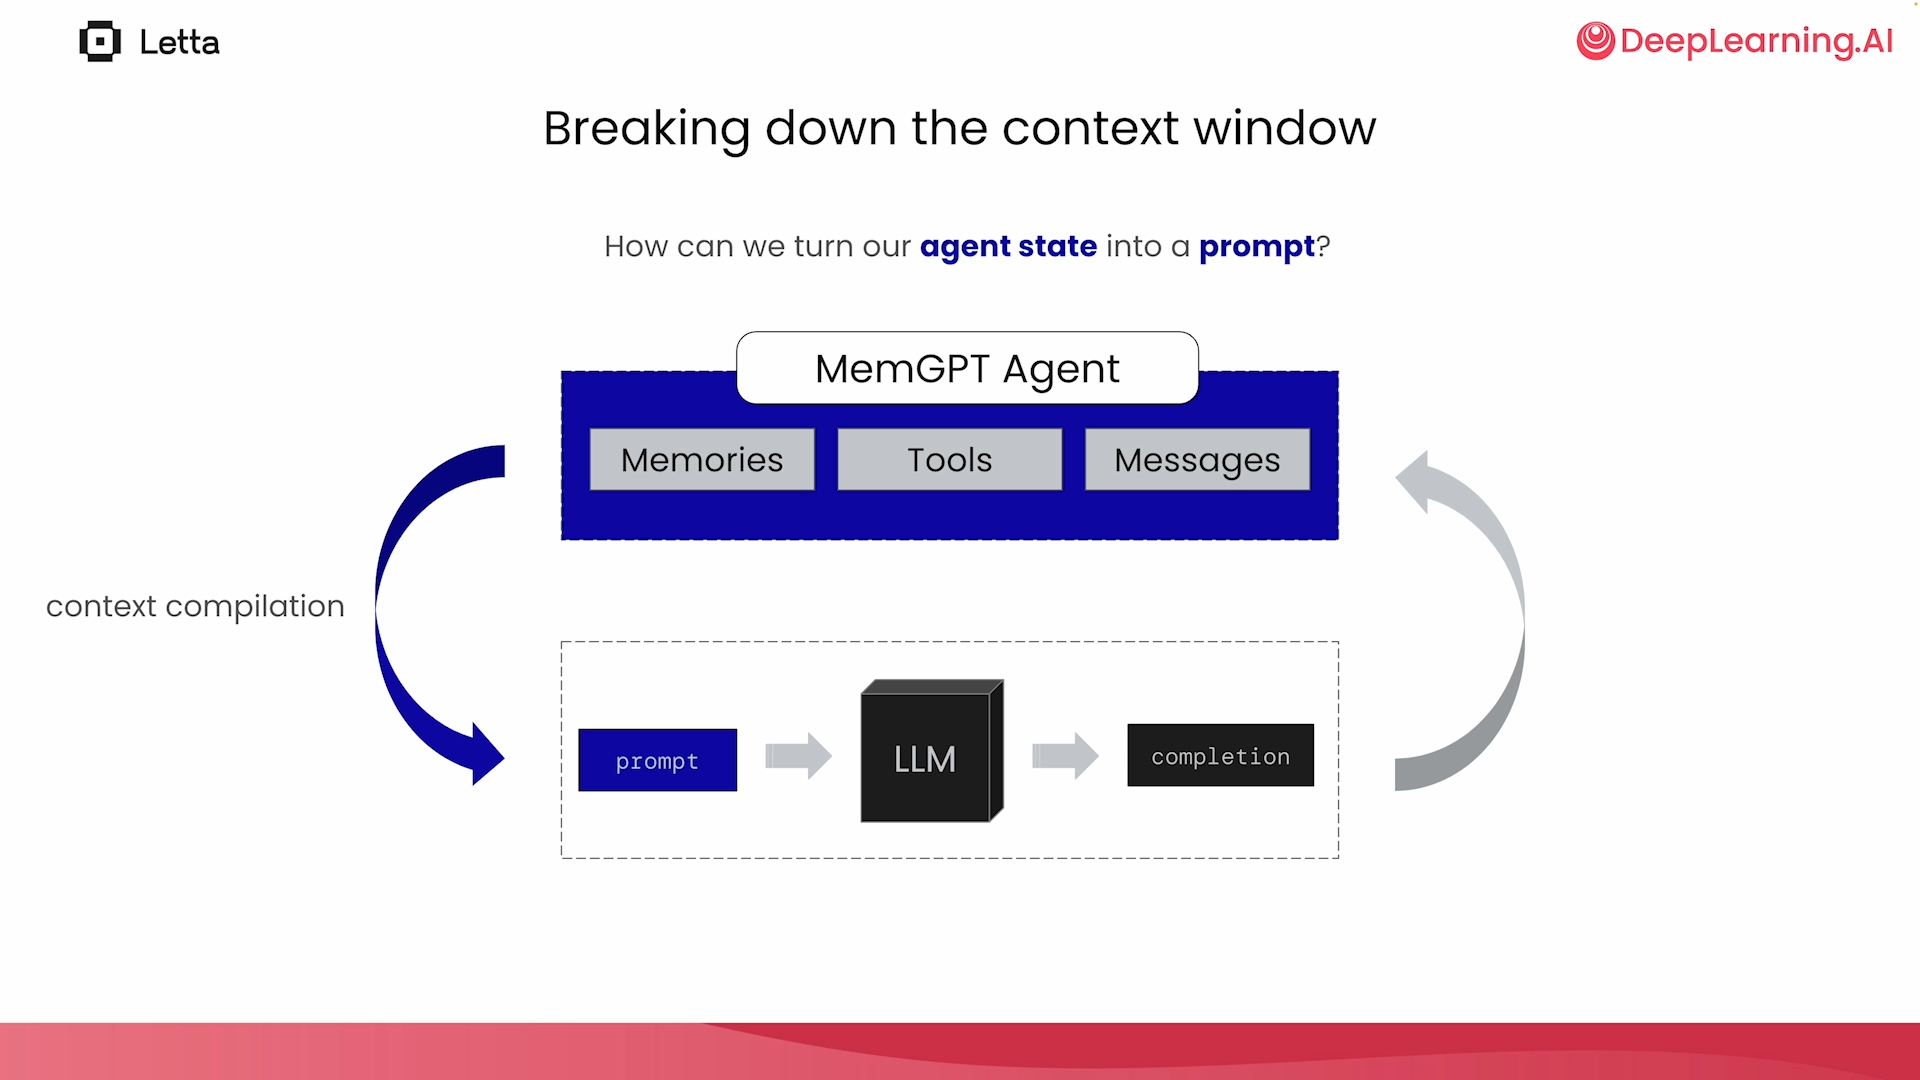 Letta
DeepLearning.AI
Breaking down the context window
How can we turn our agent state into a prompt?
MemGPT Agent
Memories
Tools
Messages
context compilation
prompt
LLM
completion